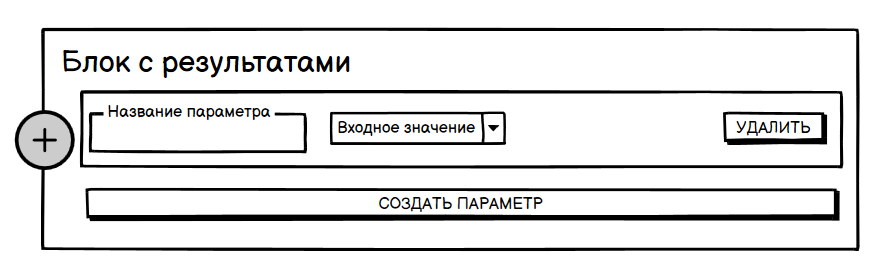 Блок с результатами
Название параметра
Входное значение
УДАЛИТЬ
СОЗДАТЬ ПАРАМЕТР